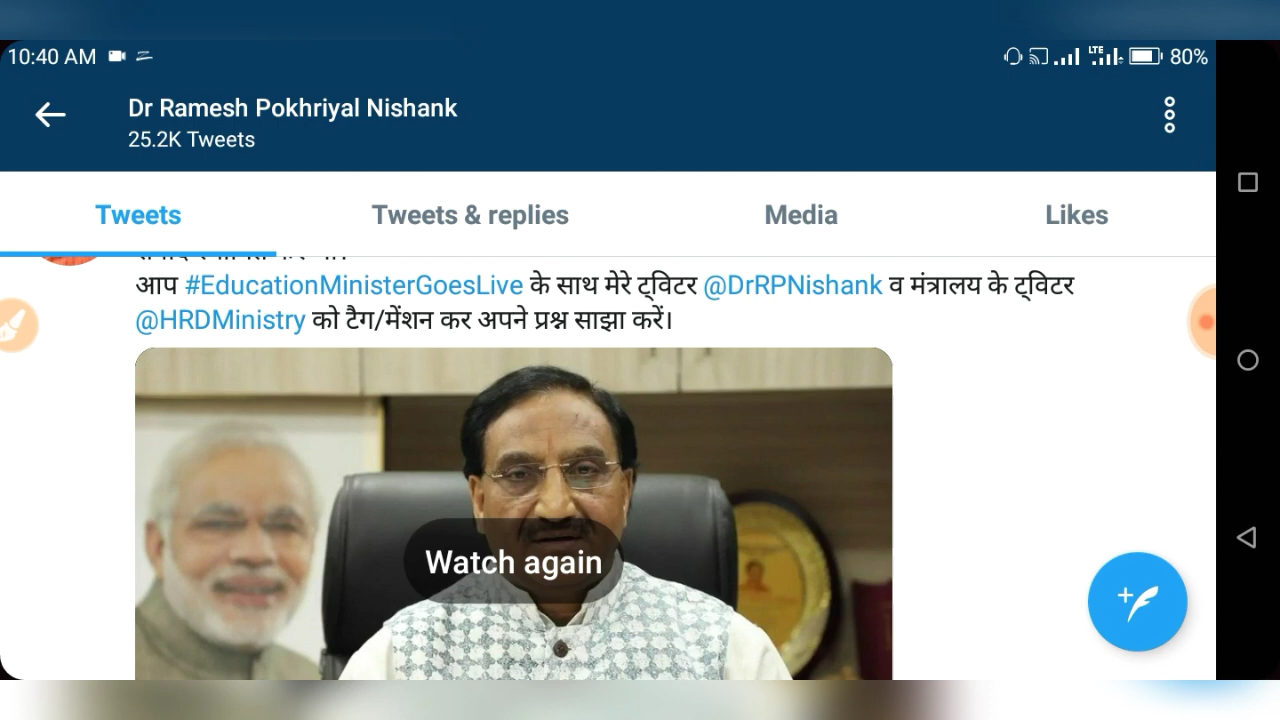 10:40 AM
LTE
80%
Dr Ramesh Pokhriyal Nishank
25.2K Tweets
Tweets
Tweets & replies
Media
Likes
आप #EducationMinisterGoesLive के साथ मेरे ट्विटर @DrRPNishank व मंत्रालय के ट्विटर
@HRDMinistry को टैग/मेंशन कर अपने प्रश्न साझा करें।
Watch again